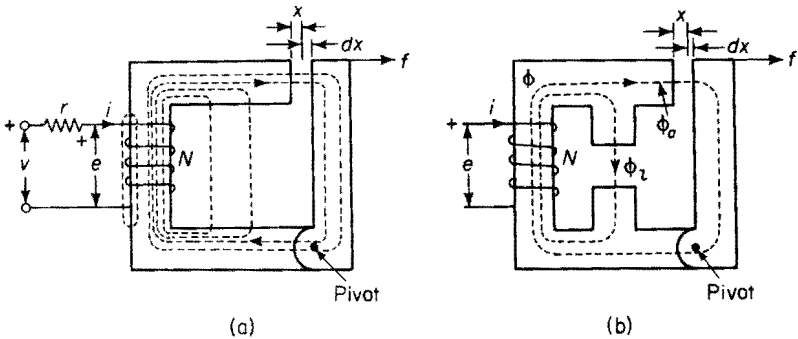 x
dx
f
r
i
+
+
v
e
N
Pivot
(a)
x
dx
f
ϕ
i
ϕa
+
e
N
ϕl
Pivot
(b)